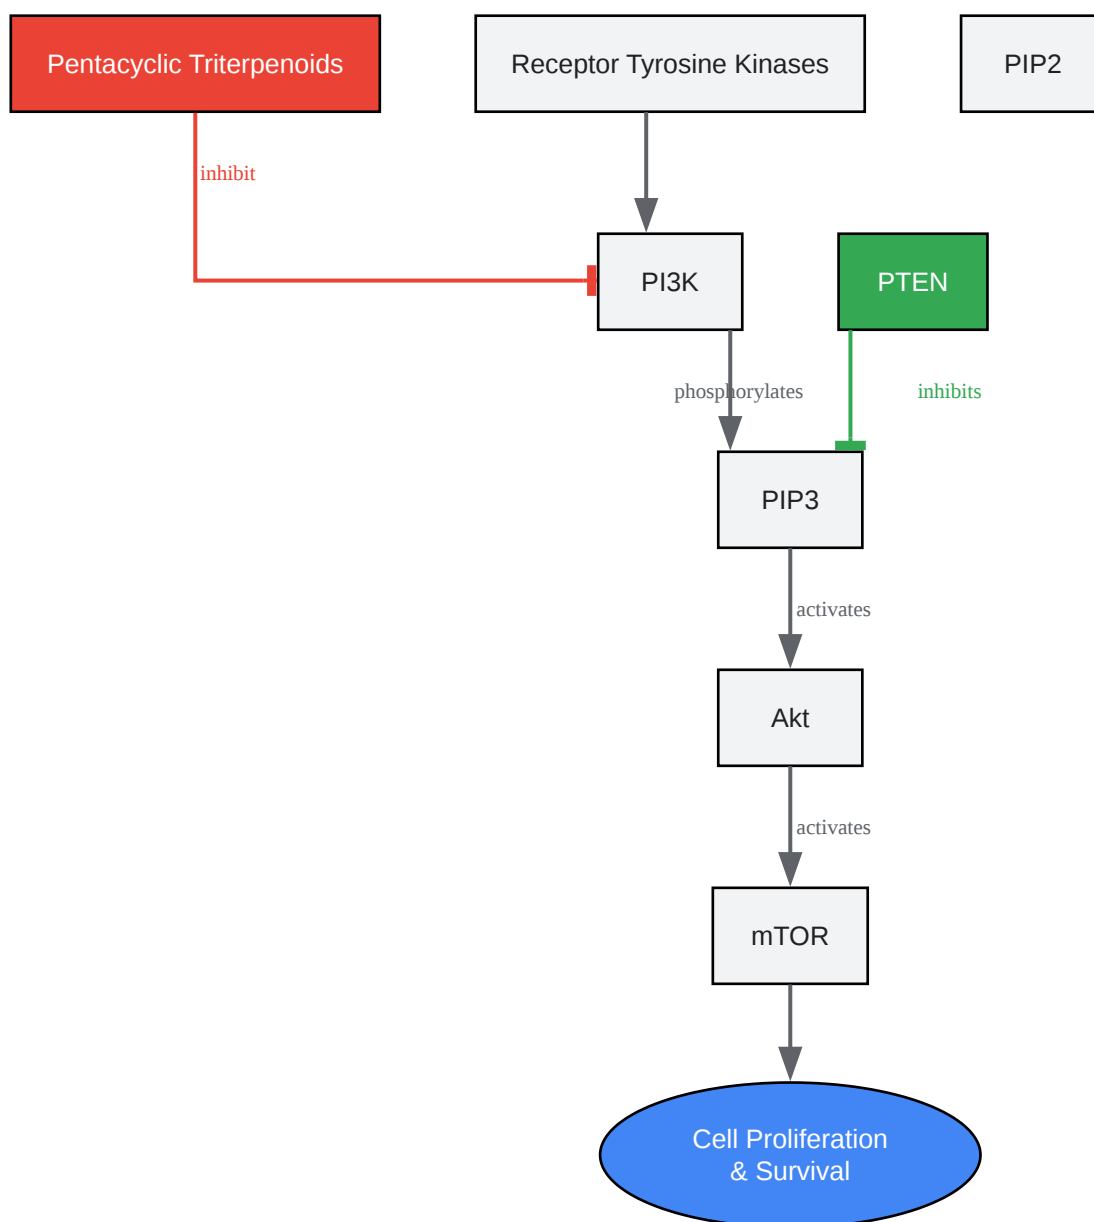 Pentacyclic Triterpenoids
Receptor Tyrosine Kinases
PIP2
inhibit
PI3K
PTEN
phosphorylates
inhibits
PIP3
activates
Akt
activates
mTOR
Cell Proliferation
& Survival